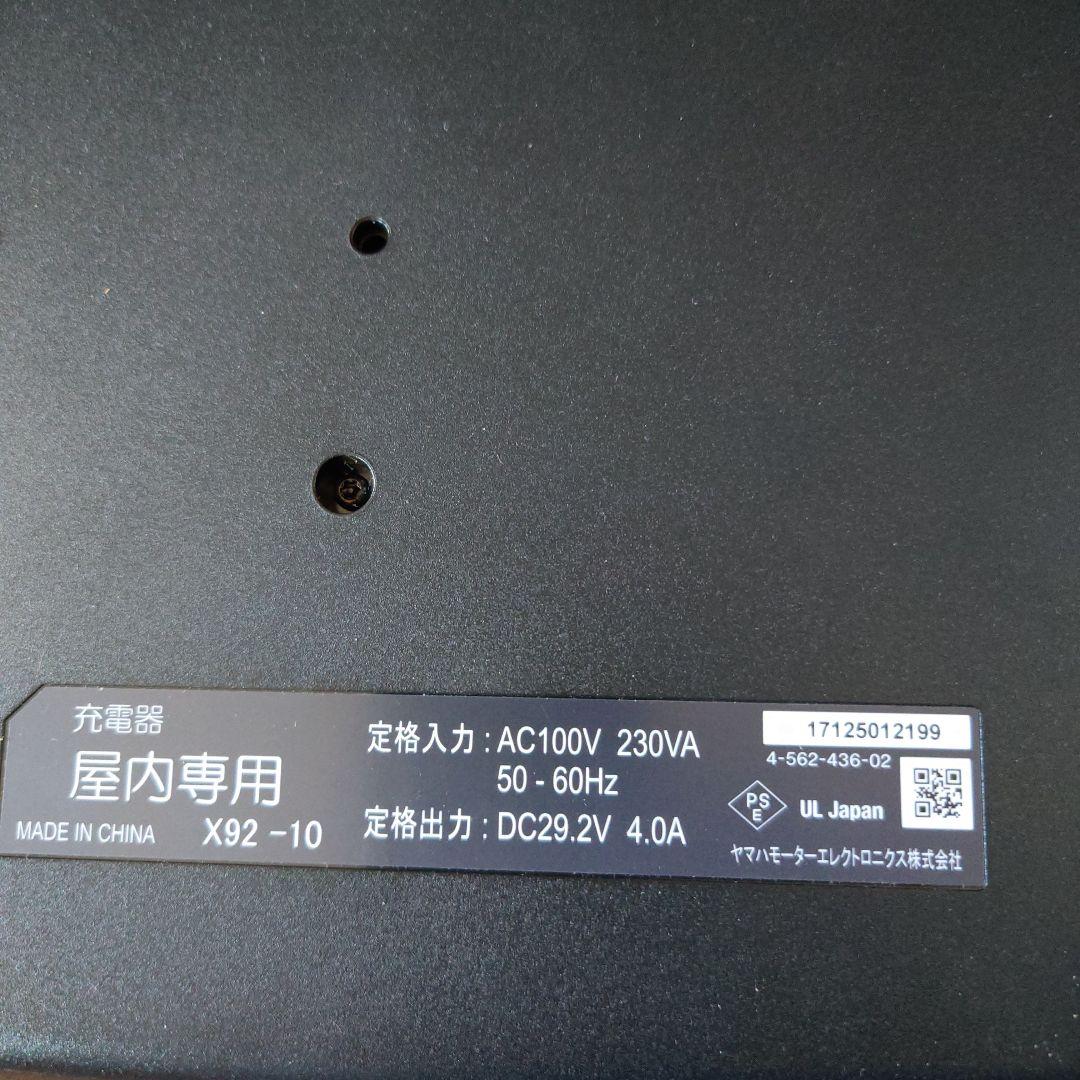 充電器
屋内専用
MADE IN CHINA X92-10
定格入力:AC100V 230VA
50-60Hz
定格出力:DC29.2V 4.0A
17125012199
4-562-436-02
PS
E
UL Japan
ヤマハモーターエレクトロニクス株式会社